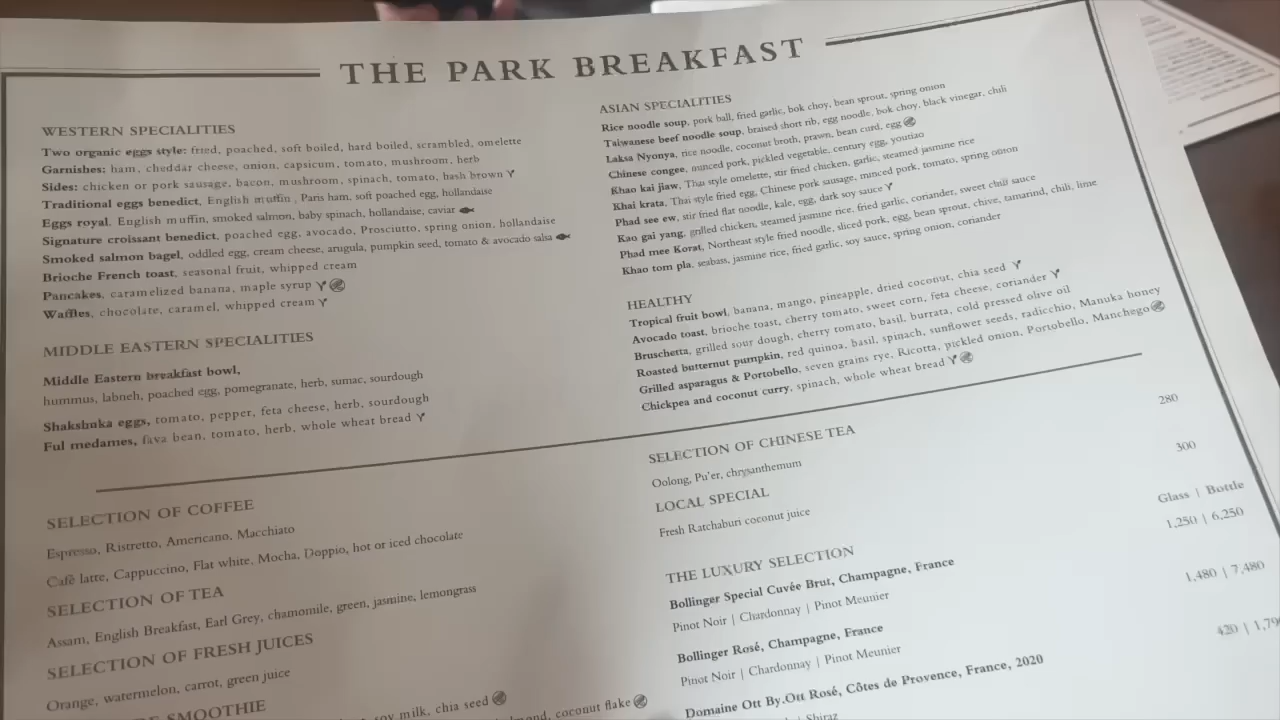 THE PARK BREAKFAST
WESTERN SPECIALITIES
Two organic eggs style: fried, poached, soft boiled, hard boiled, scrambled, omelette
Garnishes: ham, cheddar cheese, onion, capsicum, tomato, mushroom, herb
Sides: chicken or pork sausage, bacon, mushroom, spinach, tomato, hash brown
Traditional eggs benedict, English muffin, Paris ham, soft poached egg, hollandaise
Eggs royal, English muffin, smoked salmon, baby spinach, hollandaise, caviar
Signature croissant benedict, poached egg, avocado, Prosciutto, spring onion, hollandaise
Smoked salmon bagel, oddled egg, cream cheese, arugula, pumpkin seed, tomato & avocado salsa
Brioche French toast, seasonal fruit, whipped cream
Pancakes, caramelized banana, maple syrup
Waffles, chocolate, caramel, whipped cream
MIDDLE EASTERN SPECIALITIES
Middle Eastern breakfast bowl,
hummus, labneh, poached egg, pomegranate, herb, sumac, sourdough
Shakshuka eggs, tomato, pepper, feta cheese, herb, sourdough
Ful medames, fava bean, tomato, herb, whole wheat bread
ASIAN SPECIALITIES
Rice noodle soup, pork ball, fried garlic, bok choy, bean sprout, spring onion
Taiwanese beef noodle soup, braised short rib, egg noodle, bok choy, black vinegar, chili
Laksa Nyonya, rice noodle, coconut broth, prawn, bean curd, egg
Chinese congee, minced pork, pickled vegetable, century egg, youtiao
Khao kai jiaw, Thai style omelette, stir fried chicken, garlic, steamed jasmine rice
Khai krata, Thai style fried egg, Chinese pork sausage, minced pork, tomato, spring onion
Phad see ew, stir fried flat noodle, kale, egg, dark soy sauce
Kao gai yang, grilled chicken, steamed jasmine rice, fried garlic, coriander, sweet chili sauce
Phad mee Korat, Northeast style fried noodle, sliced pork, egg, bean sprout, chive, tamarind, chili, lime
Khao tom pla, seabass, jasmine rice, fried garlic, soy sauce, spring onion, coriander
HEALTHY
Tropical fruit bowl, banana, mango, pineapple, dried coconut, chia seed
Avocado toast, brioche toast, cherry tomato, sweet corn, feta cheese, coriander
Bruschetta, grilled sour dough, cherry tomato, basil, burrata, cold pressed olive oil
Roasted butternut pumpkin, red quinoa, basil, spinach, sunflower seeds, radicchio, Manuka honey
Grilled asparagus & Portobello, seven grains rye, Ricotta, pickled onion, Portobello, Manchego
Chickpea and coconut curry, spinach, whole wheat bread
SELECTION OF COFFEE
Espresso, Ristretto, Americano, Macchiato
Café latte, Cappuccino, Flat white, Mocha, Doppio, hot or iced chocolate
SELECTION OF TEA
Assam, English Breakfast, Earl Grey, chamomile, green, jasmine, lemongrass
SELECTION OF FRESH JUICES
Orange, watermelon, carrot, green juice
SMOOTHIE
soy milk, chia seed
coconut flake
SELECTION OF CHINESE TEA 280
Oolong, Pu'er, chrysanthemum
LOCAL SPECIAL 300
Fresh Ratchaburi coconut juice
THE LUXURY SELECTION Glass | Bottle
Bollinger Special Cuvée Brut, Champagne, France 1,250 | 6,250
Pinot Noir | Chardonnay | Pinot Meunier
Bollinger Rosé, Champagne, France 1,480 | 7,480
Pinot Noir | Chardonnay | Pinot Meunier
Domaine Ott By.Ott Rosé, Côtes de Provence, France, 2020 420 |
Shiraz